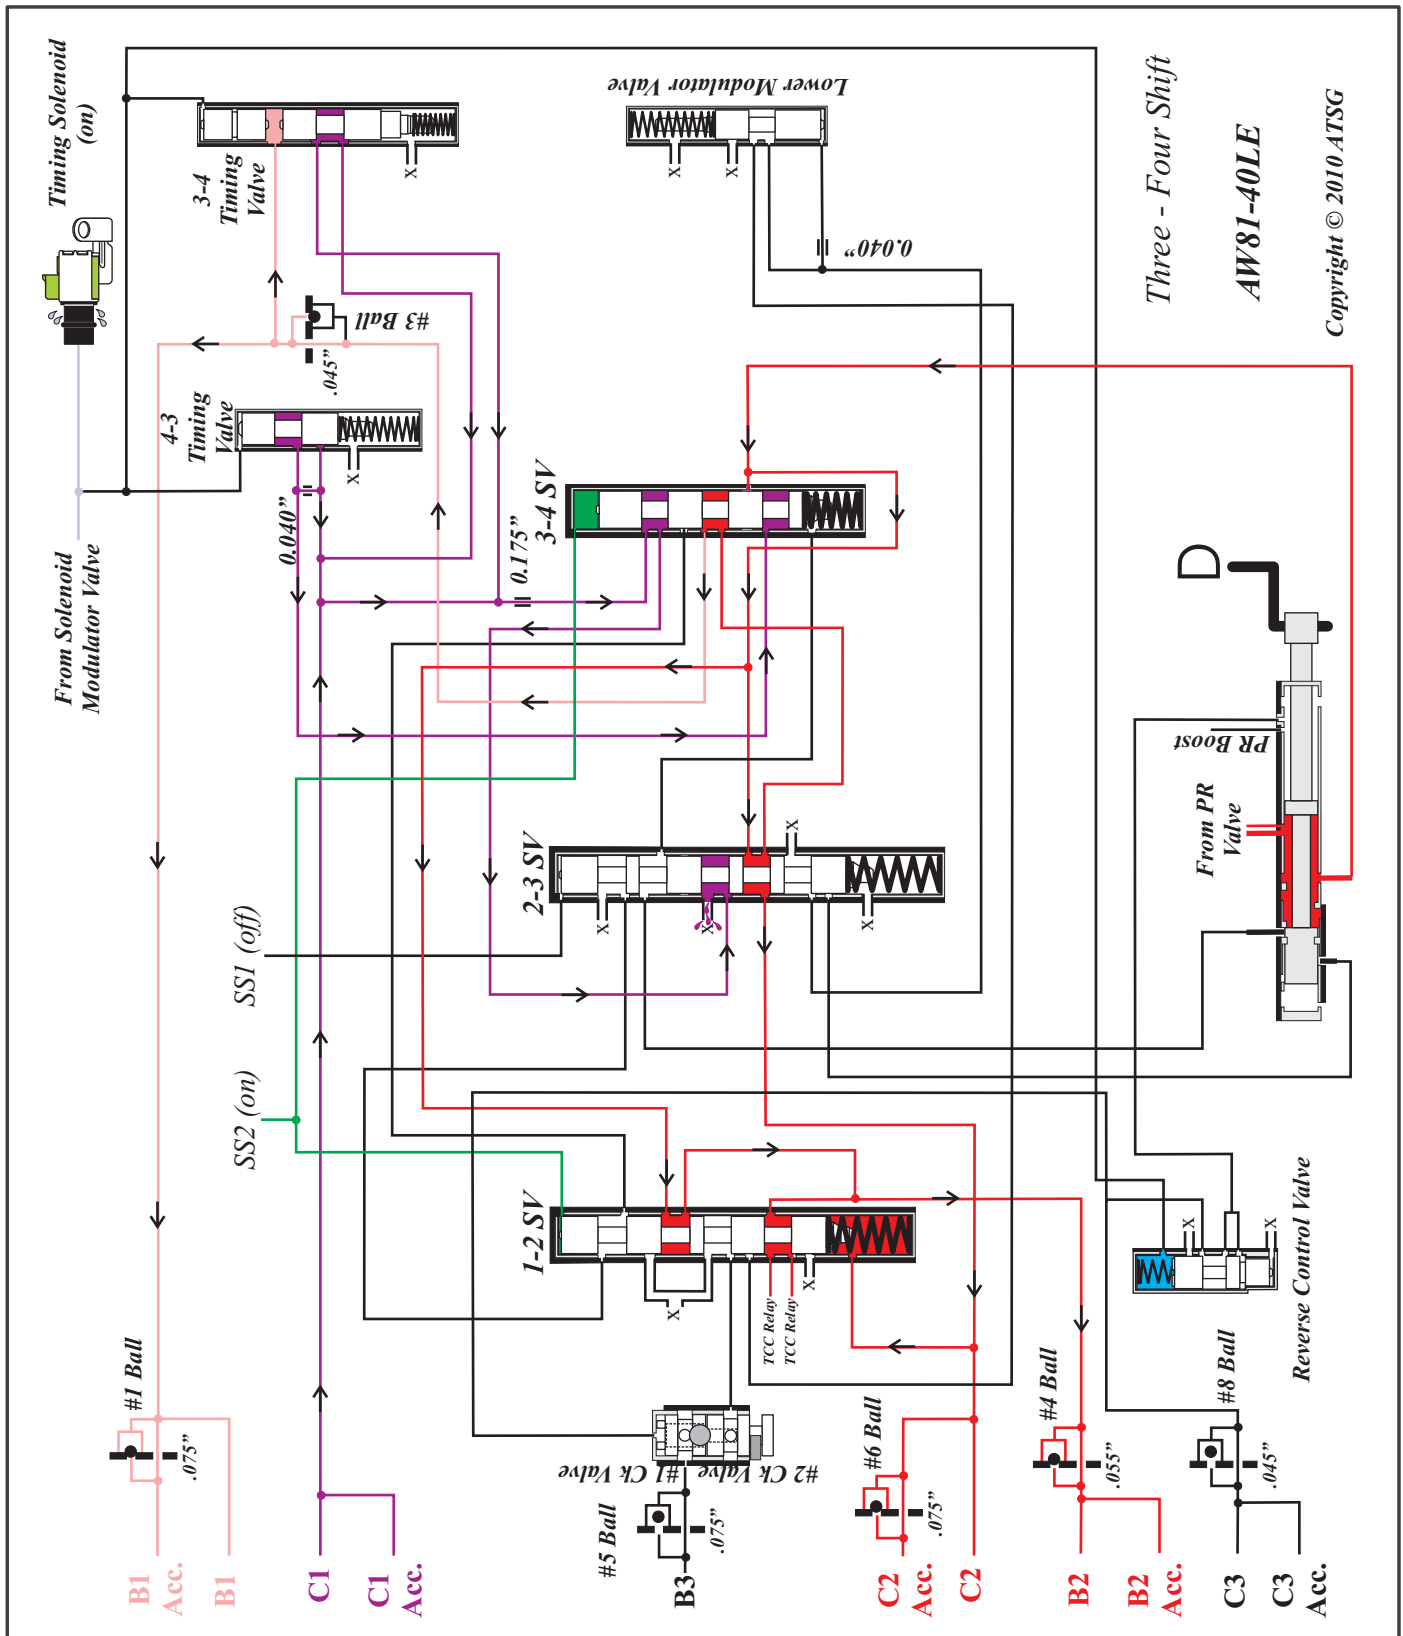 Timing Solenoid
(on)
From Solenoid
Modulator Valve
3-4
Timing
Valve
X
Lower Modulator Valve
X
X
0.040”
#3 Ball
.045”
4-3
Timing
Valve
X
0.040”
0.175”
3-4 SV
Three - Four Shift
AW81-40LE
Copyright © 2010 ATSG
D
PR Boost
From PR
Valve
2-3 SV
X
X
X
X
SS1 (off)
SS2 (on)
1-2 SV
X
X
TCC Relay
TCC Relay
X
X
Reverse Control Valve
#1 Ball
.075”
#1 Ck Valve
#2 Ck Valve
#5 Ball
.075”
#6 Ball
.075”
#4 Ball
.055”
#8 Ball
.045”
B1
Acc.
B1
C1
C1
Acc.
B3
C2
Acc.
C2
B2
B2
Acc.
C3
C3
Acc.